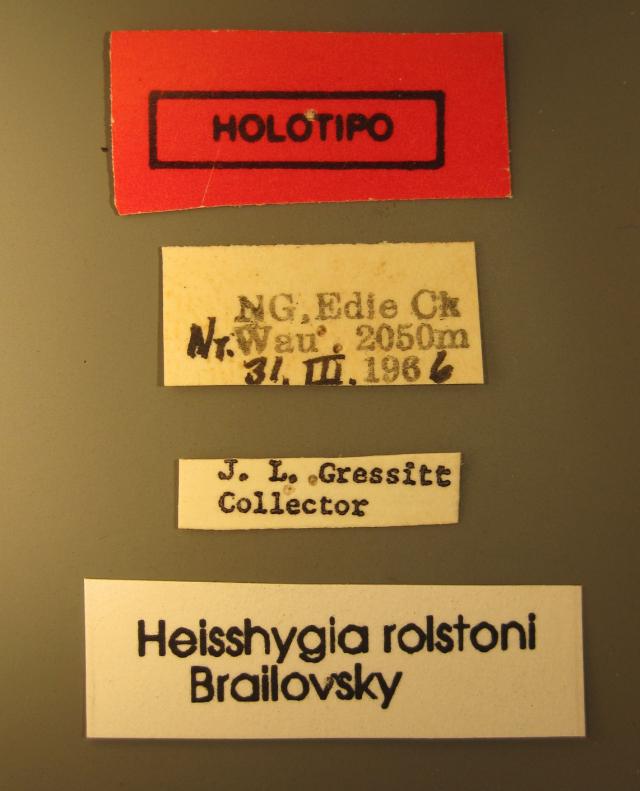 HOLOTIPO
NG, Edie Ck
Nr. Wau. 2050m
31. III. 1966
J. L. Gressitt
Collector
Heisshygia rolstoni
Brailovsky